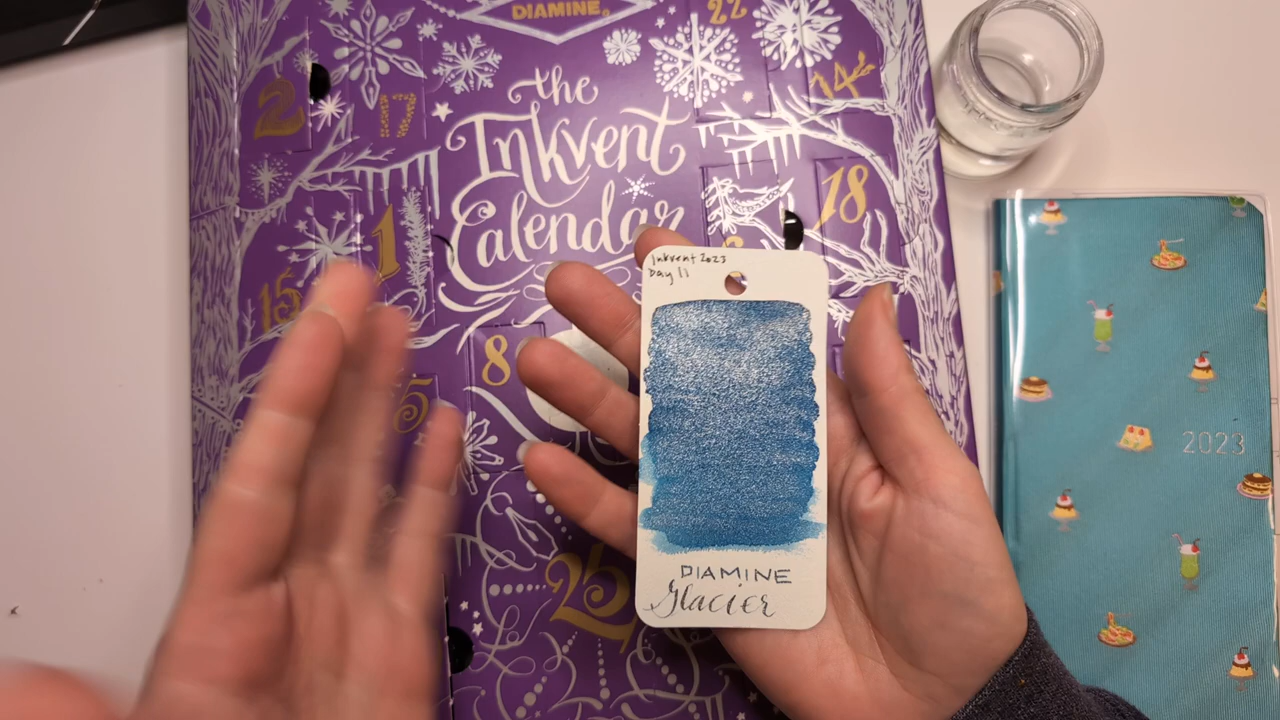 DIAMINE
22
2
17
14
the
Inkvent
Calendar
18
1
15
8
5
25
Inkvent 2023
Day 11
DIAMINE
Glacier
2023